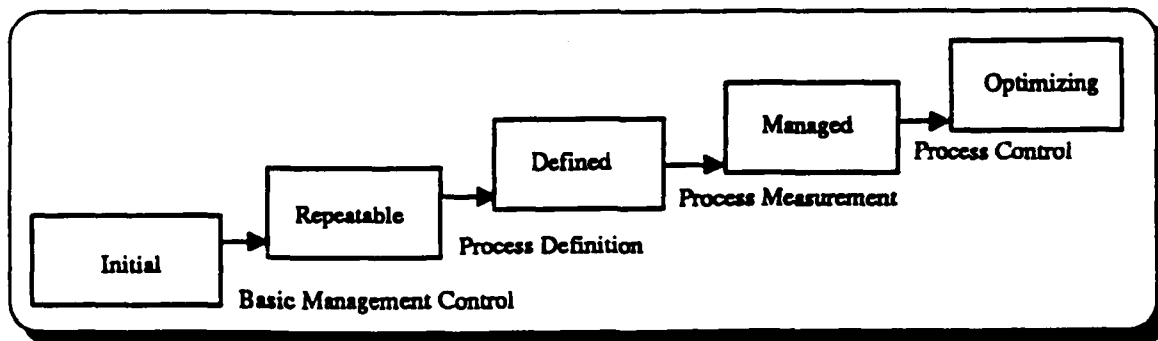 Optimizing
Managed
Process Control
Defined
Process Measurement
Repeatable
Process Definition
Initial
Basic Management Control